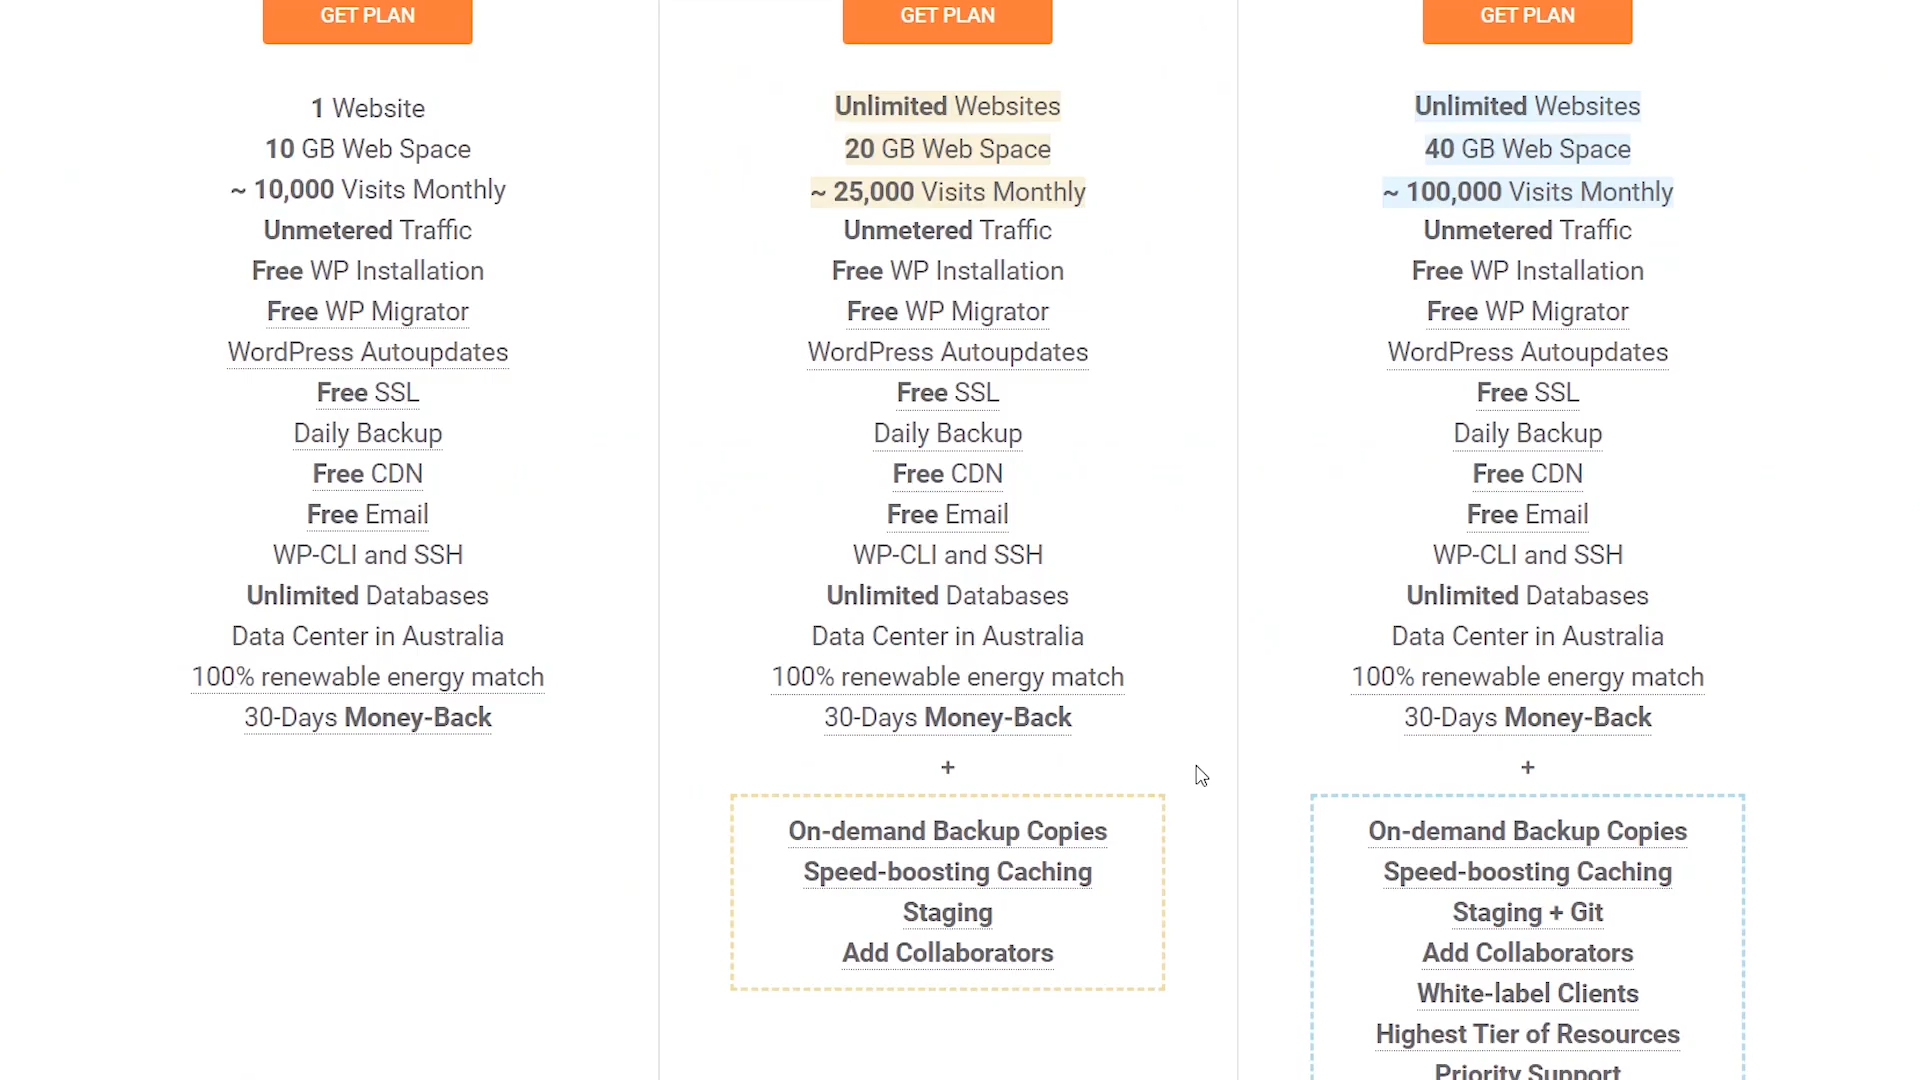 GET PLAN
1 Website
10 GB Web Space
~ 10,000 Visits Monthly
Unmetered Traffic
Free WP Installation
Free WP Migrator
WordPress Autoupdates
Free SSL
Daily Backup
Free CDN
Free Email
WP-CLI and SSH
Unlimited Databases
Data Center in Australia
100% renewable energy match
30-Days Money-Back
GET PLAN
Unlimited Websites
20 GB Web Space
~ 25,000 Visits Monthly
Unmetered Traffic
Free WP Installation
Free WP Migrator
WordPress Autoupdates
Free SSL
Daily Backup
Free CDN
Free Email
WP-CLI and SSH
Unlimited Databases
Data Center in Australia
100% renewable energy match
30-Days Money-Back
+
On-demand Backup Copies
Speed-boosting Caching
Staging
Add Collaborators
GET PLAN
Unlimited Websites
40 GB Web Space
~ 100,000 Visits Monthly
Unmetered Traffic
Free WP Installation
Free WP Migrator
WordPress Autoupdates
Free SSL
Daily Backup
Free CDN
Free Email
WP-CLI and SSH
Unlimited Databases
Data Center in Australia
100% renewable energy match
30-Days Money-Back
+
On-demand Backup Copies
Speed-boosting Caching
Staging + Git
Add Collaborators
White-label Clients
Highest Tier of Resources
Priority Support